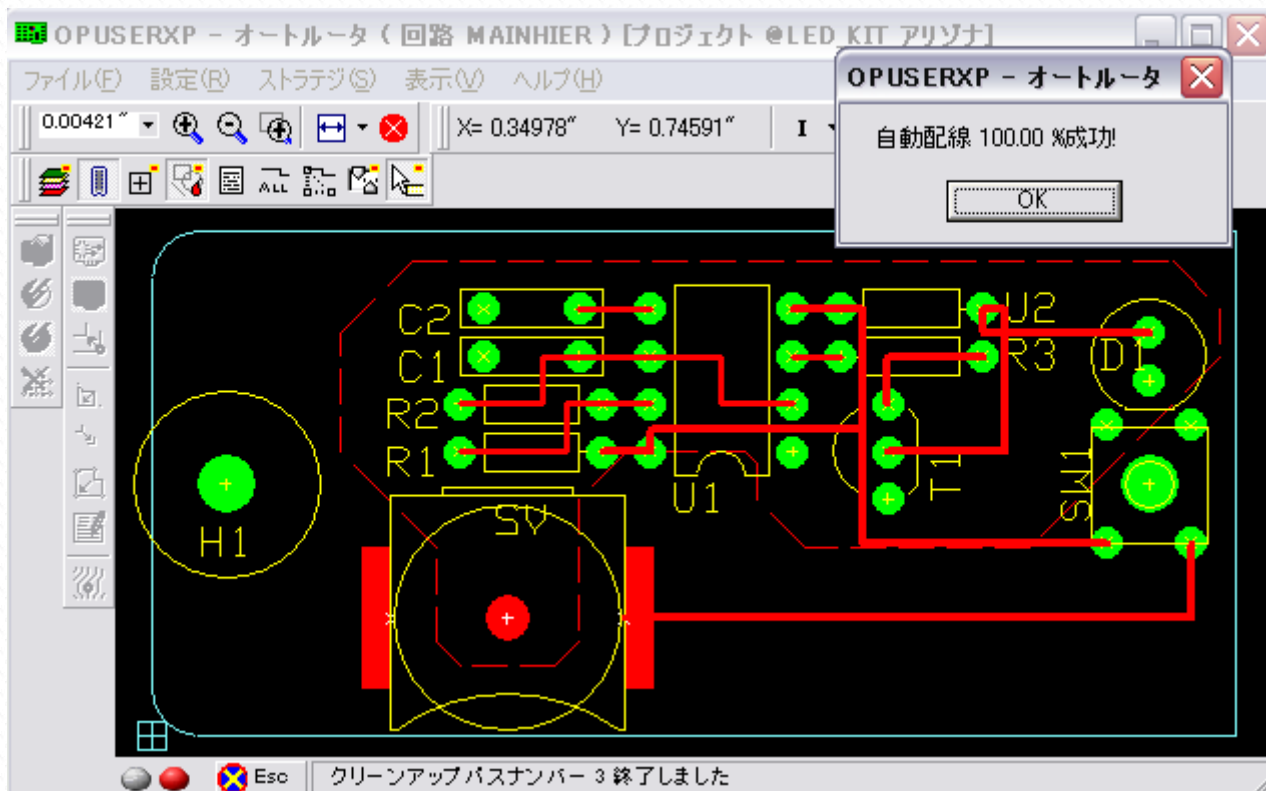 OPUSERXP - オートルータ ( 回路 MAINHIER ) [プロジェクト @LED_KIT アリゾナ]
ファイル(F) 設定(R) ストラテジ(S) 表示(V) ヘルプ(H)
OPUSERXP - オートルータ
自動配線 100.00 %成功!
OK
0.00421"
X= 0.34978" Y= 0.74591"
I
ALL
C2
U2
C1
R3
D1
R2
R1
U1
T1
SW1
5V
H1
Esc
クリーンアップパスナンバー 3 終了しました